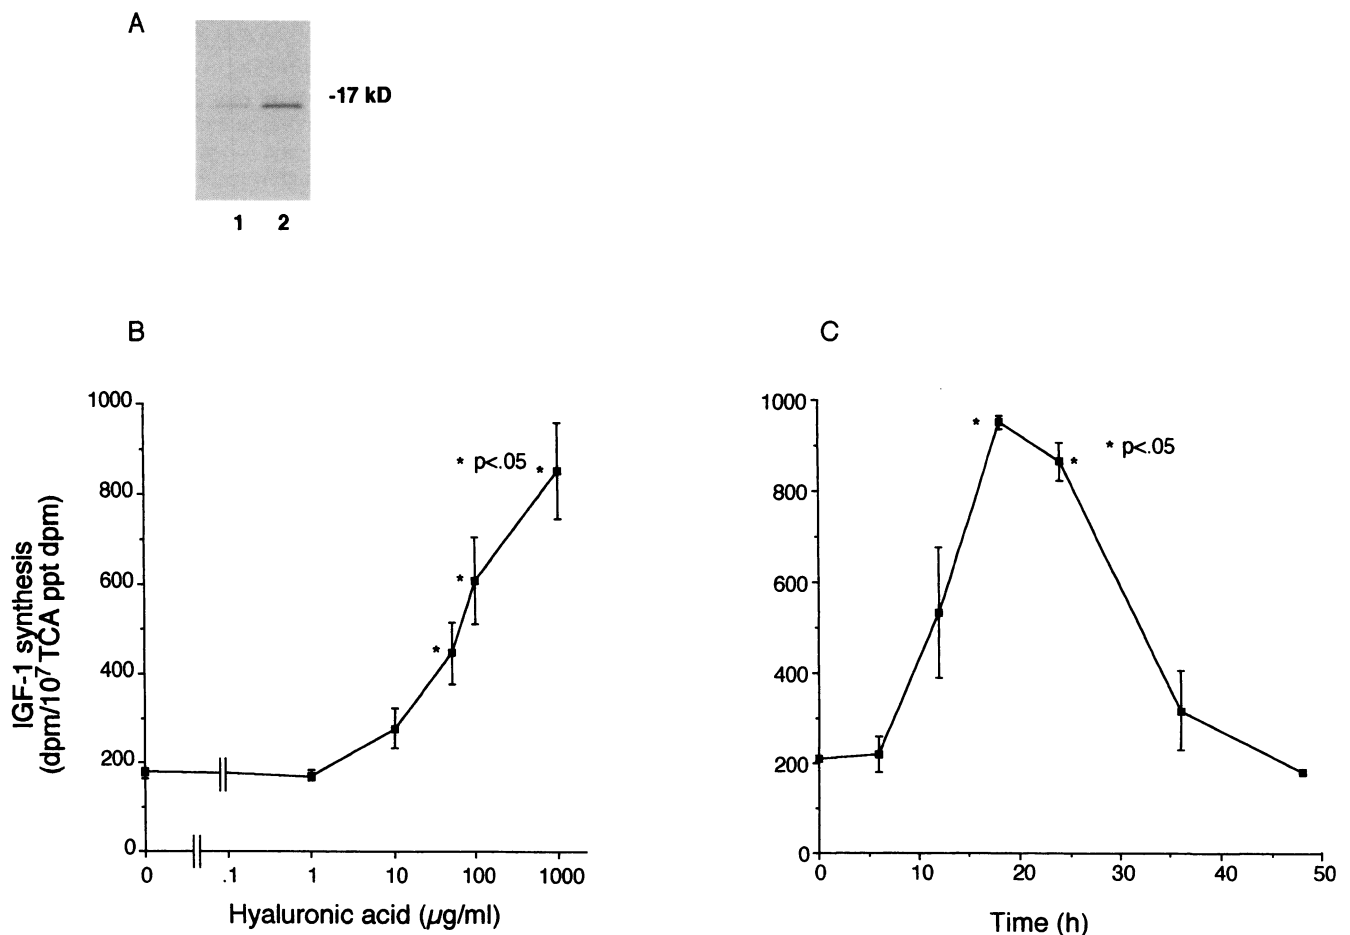 A
-17 kD
1 2
B
C
IGF-1 synthesis
(dpm/10⁷ TCA ppt dpm)
1000
800
600
400
200
0
* p<.05
*
*
*
0 .1 1 10 100 1000
Hyaluronic acid (µg/ml)
1000
800
600
400
200
0
*
*
* p<.05
0 10 20 30 40 50
Time (h)